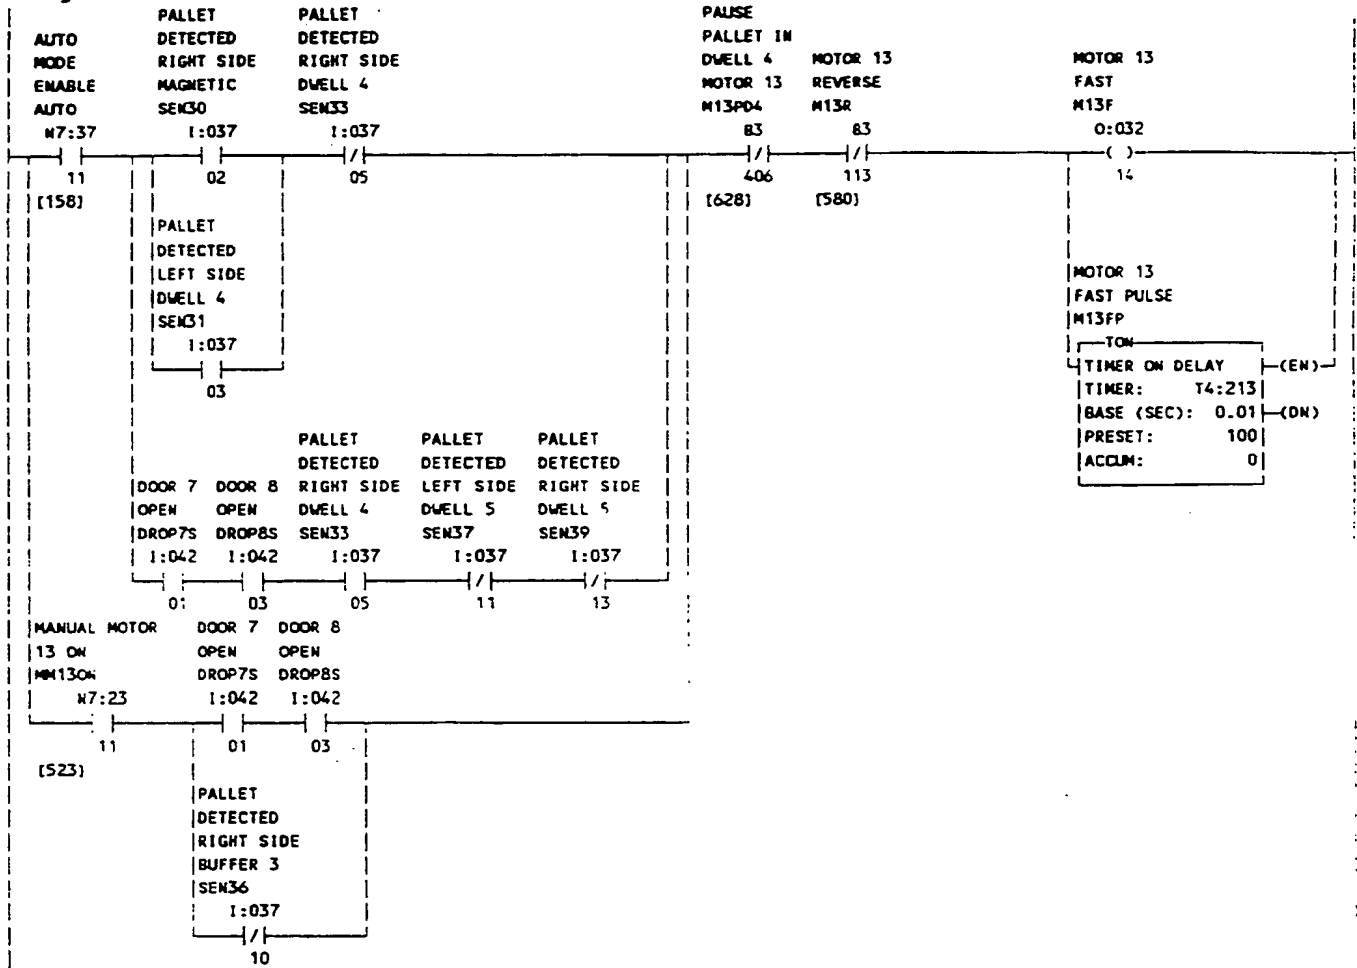 AUTO
MODE
ENABLE
AUTO
N7:37
11
[158]
PALLET
DETECTED
RIGHT SIDE
MAGNETIC
SEN30
I:037
02
PALLET
DETECTED
RIGHT SIDE
DWELL 4
SEN33
I:037
05
PAUSE
PALLET IN
DWELL 4
MOTOR 13
M13PD4
B3
406
[628]
MOTOR 13
REVERSE
M13R
B3
113
[580]
MOTOR 13
FAST
M13F
O:032
14
PALLET
DETECTED
LEFT SIDE
DWELL 4
SEN31
I:037
03
MOTOR 13
FAST PULSE
M13FP
TON
TIMER ON DELAY (EN)
TIMER: T4:213
BASE (SEC): 0.01 (DN)
PRESET: 100
ACCUM: 0
DOOR 7
OPEN
DROP7S
I:042
01
DOOR 8
OPEN
DROP8S
I:042
03
PALLET
DETECTED
RIGHT SIDE
DWELL 4
SEN33
I:037
05
PALLET
DETECTED
LEFT SIDE
DWELL 5
SEN37
I:037
11
PALLET
DETECTED
RIGHT SIDE
DWELL 5
SEN39
I:037
13
MANUAL MOTOR
13 ON
MM13ON
N7:23
11
[523]
DOOR 7
OPEN
DROP7S
I:042
01
DOOR 8
OPEN
DROP8S
I:042
03
PALLET
DETECTED
RIGHT SIDE
BUFFER 3
SEN36
I:037
10